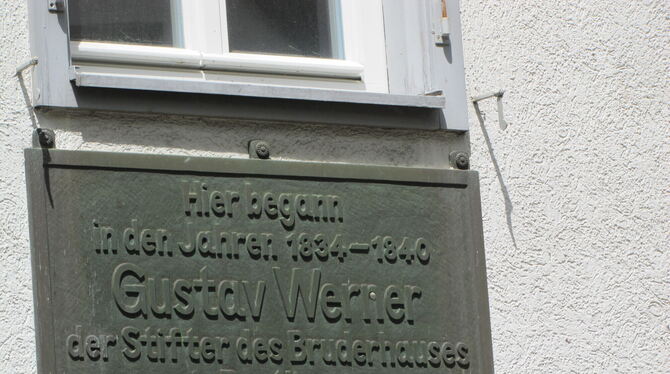 Hier begann
in den Jahren 1834–1840
Gustav Werner
der Stifter des Bruderhauses